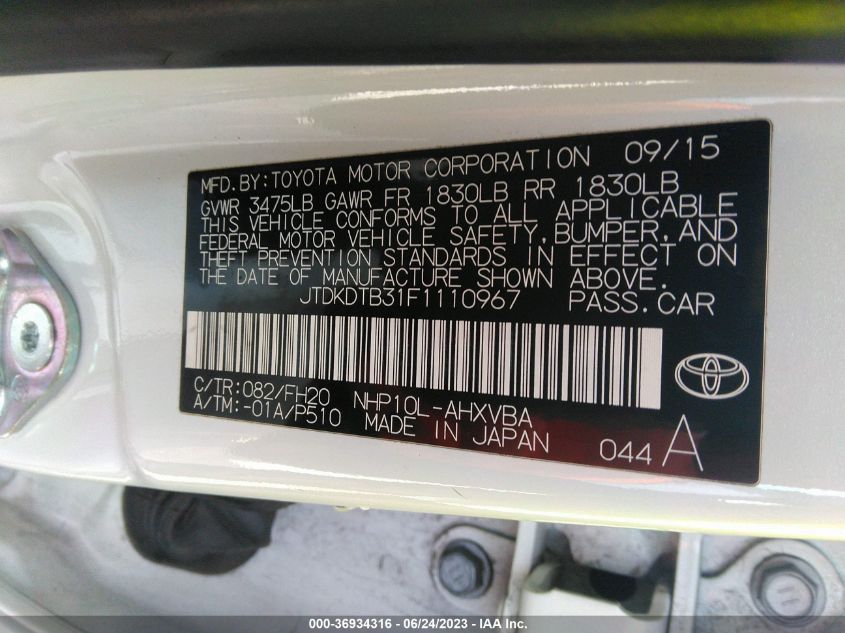 MFD.BY:TOYOTA MOTOR CORPORATION 09/15
GVWR 3475LB GAWR FR 1830LB RR 1830LB
THIS VEHICLE CONFORMS TO ALL APPLICABLE
FEDERAL MOTOR VEHICLE SAFETY,BUMPER,AND
THEFT PREVENTION STANDARDS IN EFFECT ON
THE DATE OF MANUFACTURE SHOWN ABOVE.
JTDKDTB31F1110967 PASS.CAR
C/TR:082/FH20 NHP10L-AHXVBA
A/TM:-01A/P510 MADE IN JAPAN
044 A
000-36934316 - 06/24/2023 - IAA Inc.